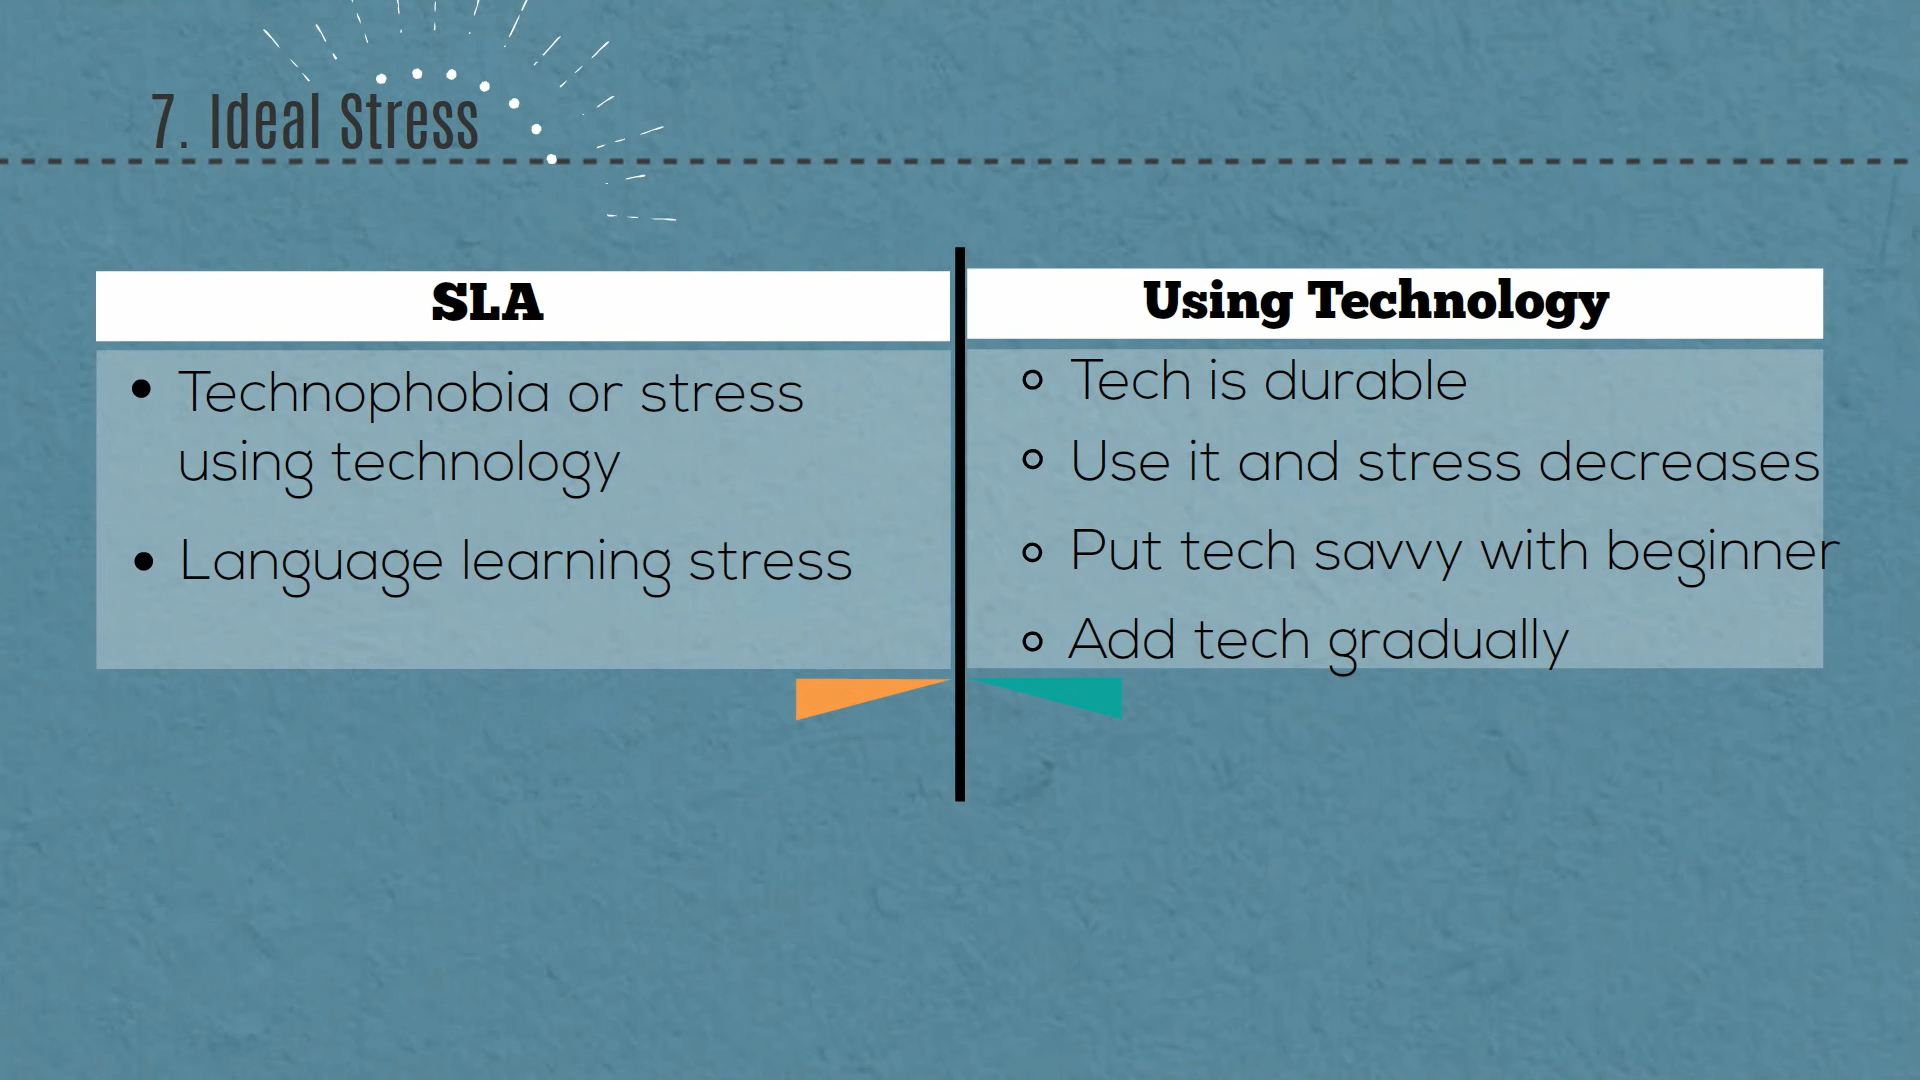 7. Ideal Stress
SLA
• Technophobia or stress
using technology
• Language learning stress
Using Technology
○ Tech is durable
○ Use it and stress decreases
○ Put tech savvy with beginner
○ Add tech gradually